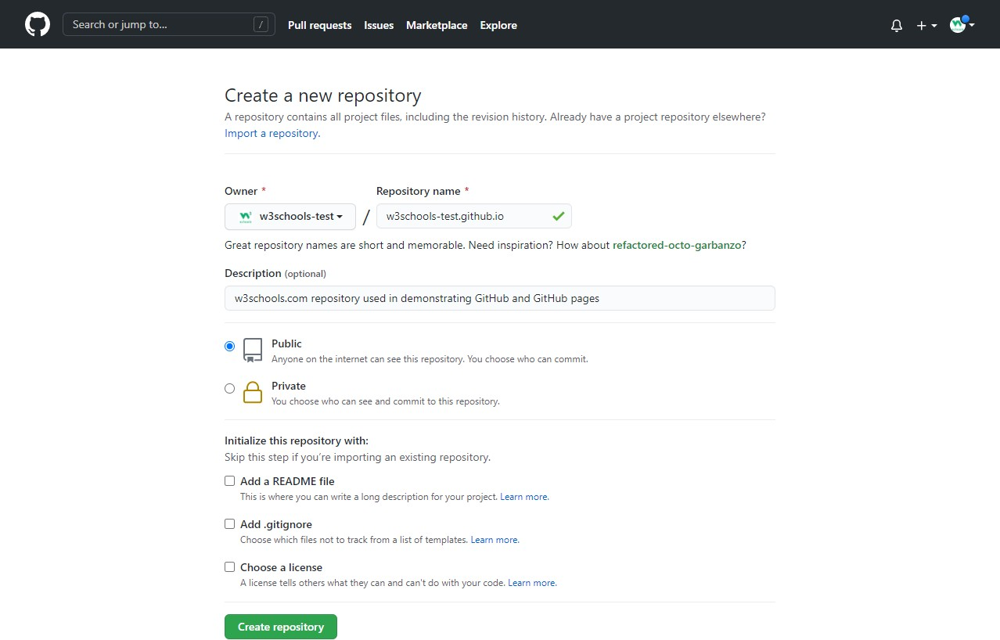 Search or jump to... /
Pull requests Issues Marketplace Explore
Create a new repository
A repository contains all project files, including the revision history. Already have a project repository elsewhere?
Import a repository.
Owner * Repository name *
w3schools-test / w3schools-test.github.io
Great repository names are short and memorable. Need inspiration? How about refactored-octo-garbanzo?
Description (optional)
w3schools.com repository used in demonstrating GitHub and GitHub pages
Public
Anyone on the internet can see this repository. You choose who can commit.
Private
You choose who can see and commit to this repository.
Initialize this repository with:
Skip this step if you’re importing an existing repository.
Add a README file
This is where you can write a long description for your project. Learn more.
Add .gitignore
Choose which files not to track from a list of templates. Learn more.
Choose a license
A license tells others what they can and can't do with your code. Learn more.
Create repository